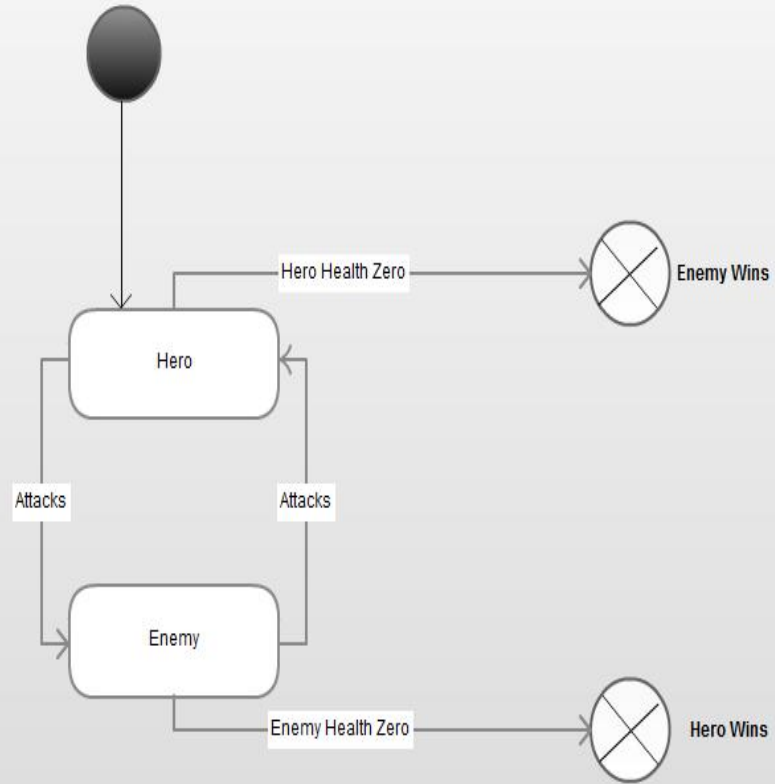 Hero Health Zero
Enemy Wins
Hero
Attacks
Attacks
Enemy
Enemy Health Zero
Hero Wins